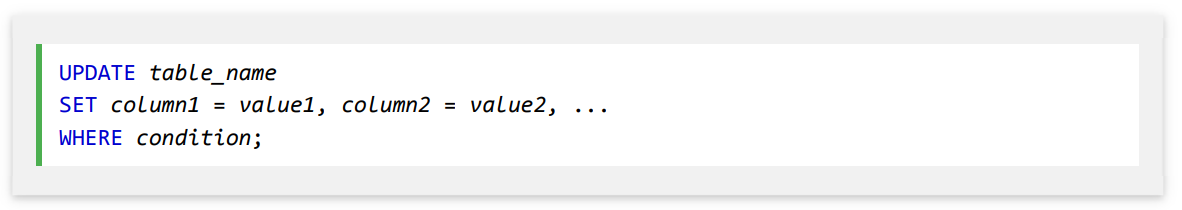 UPDATE table_name
SET column1 = value1, column2 = value2, ...
WHERE condition;